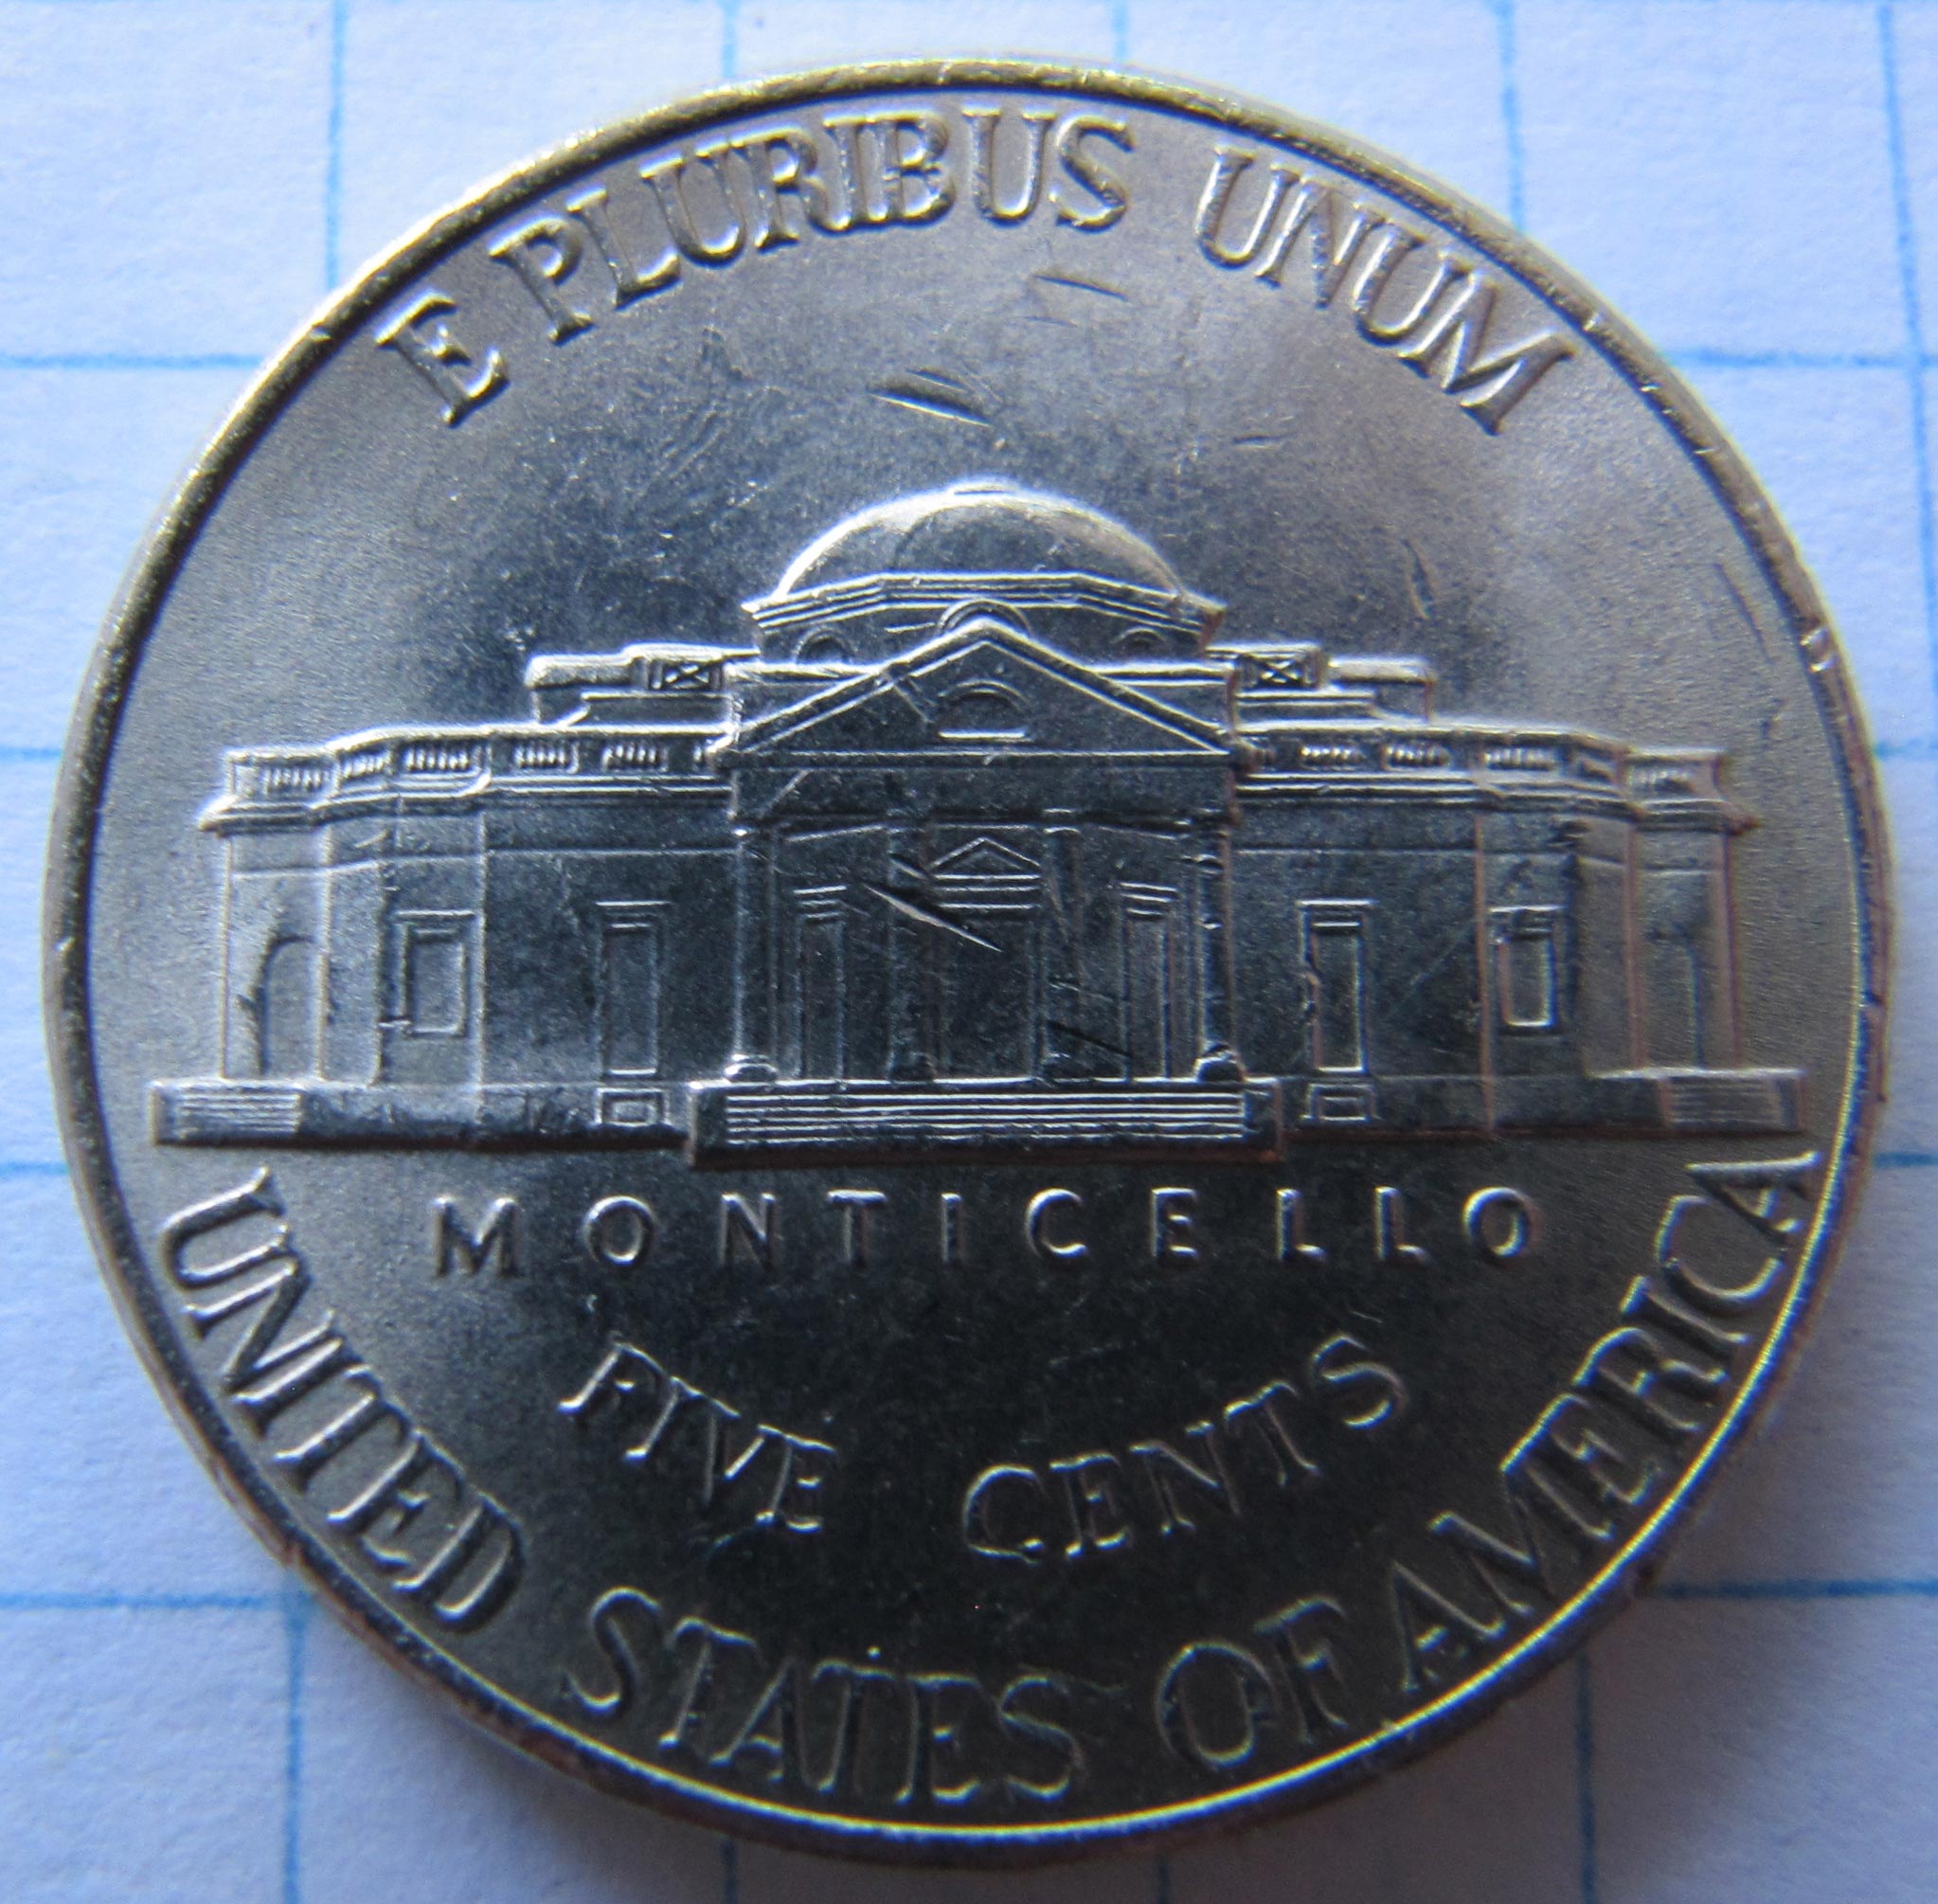 E PLURIBUS UNUM
MONTICELLO
FIVE CENTS
UNITED STATES OF AMERICA